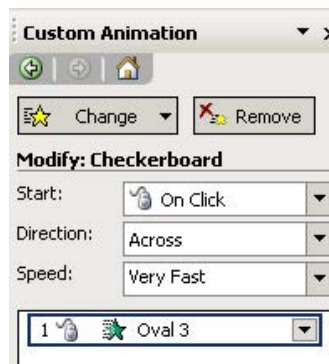 Custom Animation
Change Remove
Modify: Checkerboard
Start: On Click
Direction: Across
Speed: Very Fast
1 Oval 3